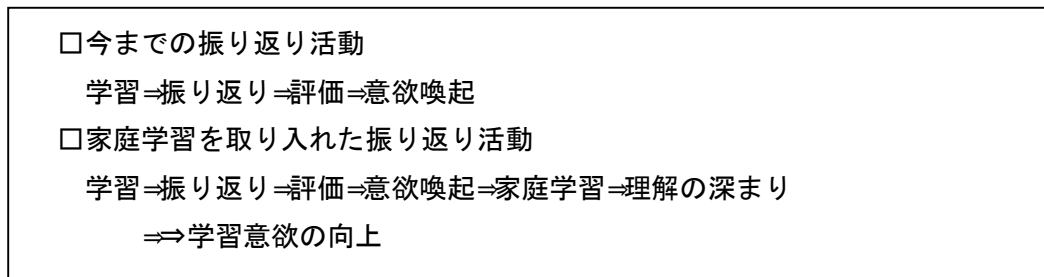 □今までの振り返り活動
学習⇒振り返り⇒評価⇒意欲喚起
□家庭学習を取り入れた振り返り活動
学習⇒振り返り⇒評価⇒意欲喚起⇒家庭学習⇒理解の深まり
⇒⇒学習意欲の向上